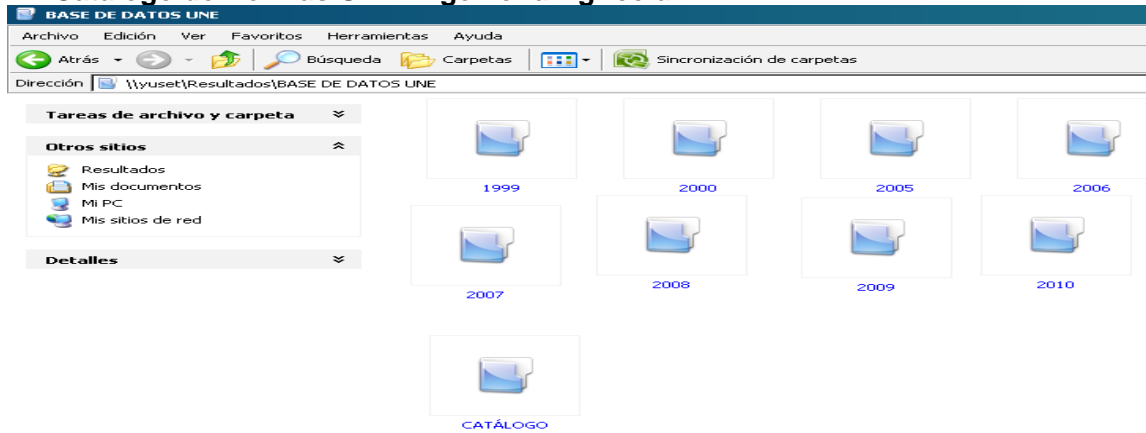 BASE DE DATOS UNE
Archivo Edición Ver Favoritos Herramientas Ayuda
Atrás Búsqueda Carpetas Sincronización de carpetas
Dirección \\yuset\Resultados\BASE DE DATOS UNE
Tareas de archivo y carpeta
Otros sitios
Resultados
Mis documentos
Mi PC
Mis sitios de red
Detalles
1999 2000 2005 2006
2007 2008 2009 2010
CATÁLOGO